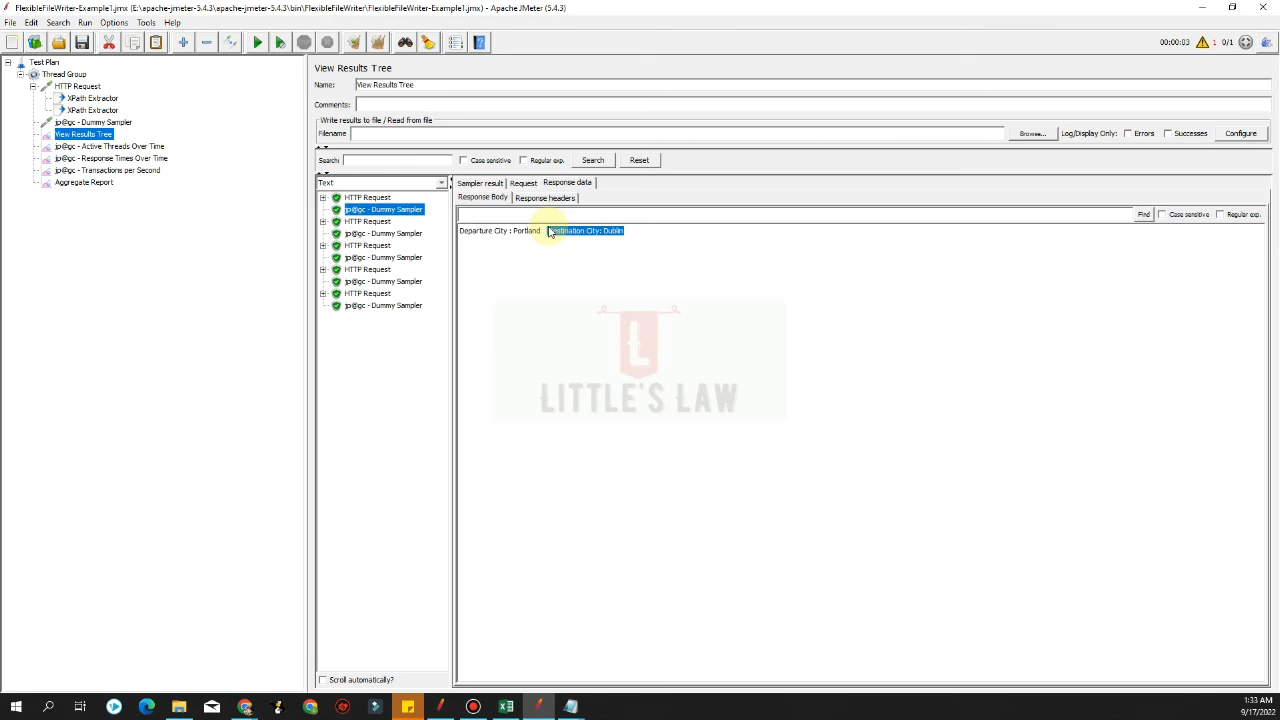 FlexibleFileWriter-Example1.jmx (E:\apache-jmeter-5.4.3\apache-jmeter-5.4.3\bin\FlexibleFileWriter\FlexibleFileWriter-Example1.jmx) - Apache JMeter (5.4.3)
File Edit Search Run Options Tools Help
00:00:03 1 0/1
Test Plan
Thread Group
HTTP Request
XPath Extractor
XPath Extractor
jp@gc - Dummy Sampler
View Results Tree
jp@gc - Active Threads Over Time
jp@gc - Response Times Over Time
jp@gc - Transactions per Second
Aggregate Report
View Results Tree
Name: View Results Tree
Comments:
Write results to file / Read from file
Filename Browse... Log/Display Only: Errors Successes Configure
Search: Case sensitive Regular exp. Search Reset
Text
HTTP Request
jp@gc - Dummy Sampler
HTTP Request
jp@gc - Dummy Sampler
HTTP Request
jp@gc - Dummy Sampler
HTTP Request
jp@gc - Dummy Sampler
HTTP Request
jp@gc - Dummy Sampler
Scroll automatically?
Sampler result Request Response data
Response Body Response headers
Find Case sensitive Regular exp.
Departure City : Portland Destination City: Dublin
L
LITTLE'S LAW
1:33 AM
9/17/2022